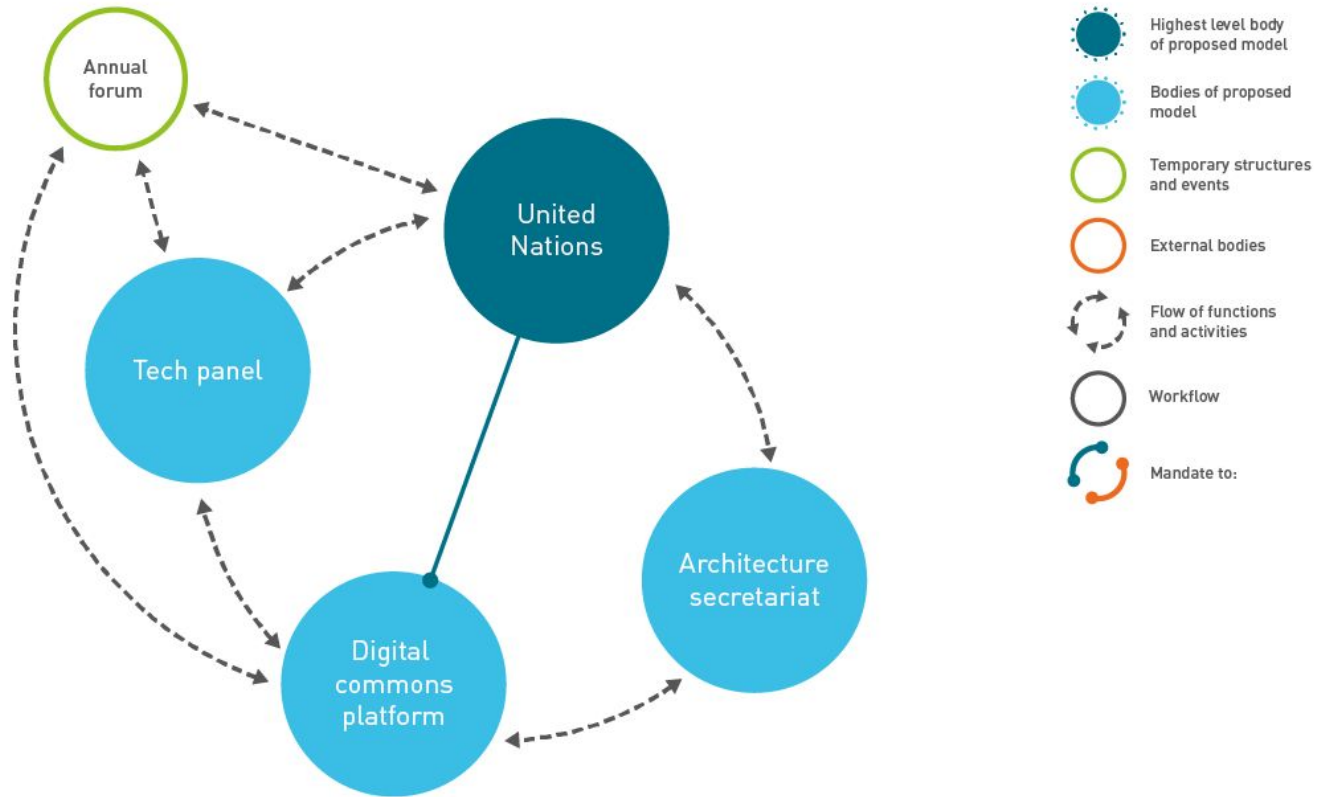 Annual
forum
United
Nations
Tech panel
Architecture
secretariat
Digital
commons
platform
Highest level body
of proposed model
Bodies of proposed
model
Temporary structures
and events
External bodies
Flow of functions
and activities
Workflow
Mandate to: